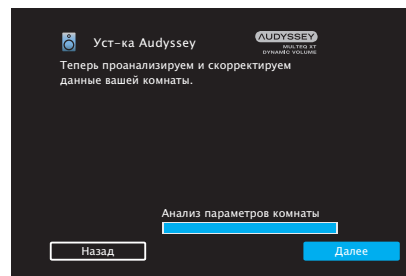 Уст-ка Audyssey
AUDYSSEY
MULTEQ XT
DYNAMIC VOLUME
Теперь проанализируем и скорректируем
данные вашей комнаты.
Анализ параметров комнаты
Назад
Далее